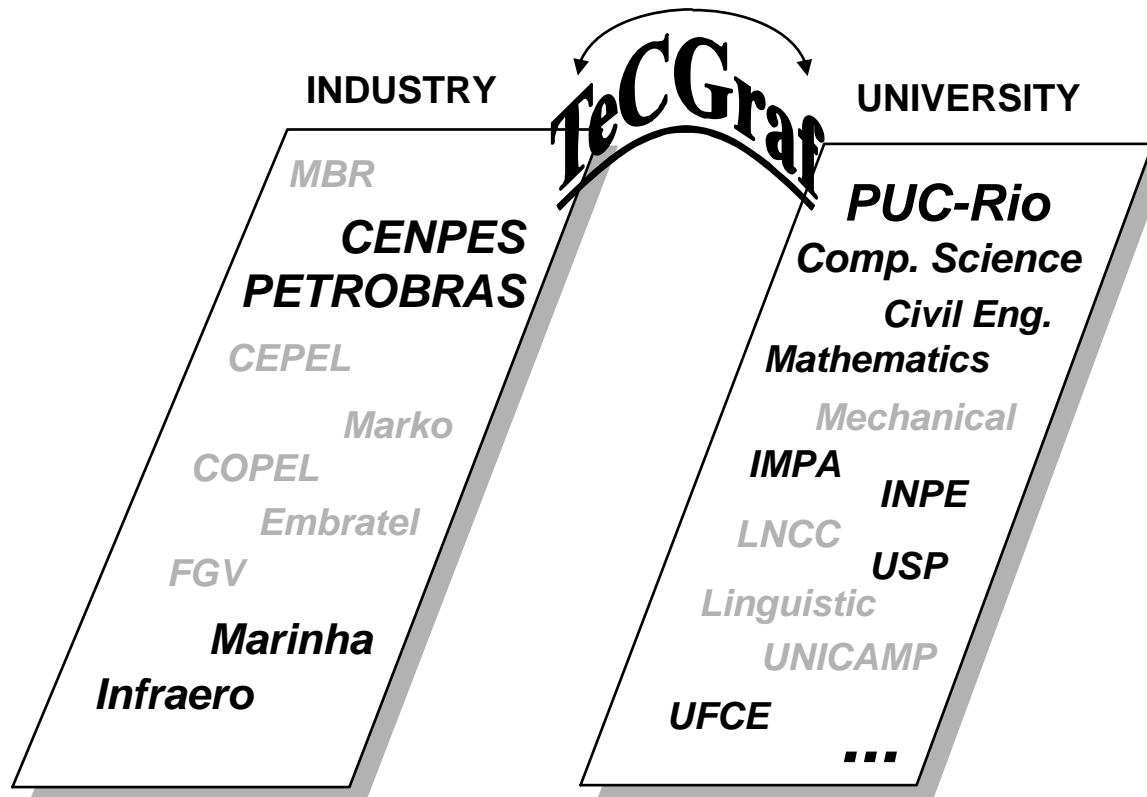 TeCGraf
INDUSTRY
MBR
CENPES
PETROBRAS
CEPEL
Marko
COPEL
Embratel
FGV
Marinha
Infraero
UNIVERSITY
PUC-Rio
Comp. Science
Civil Eng.
Mathematics
Mechanical
IMPA
INPE
LNCC
USP
Linguistic
UNICAMP
UFCE
...